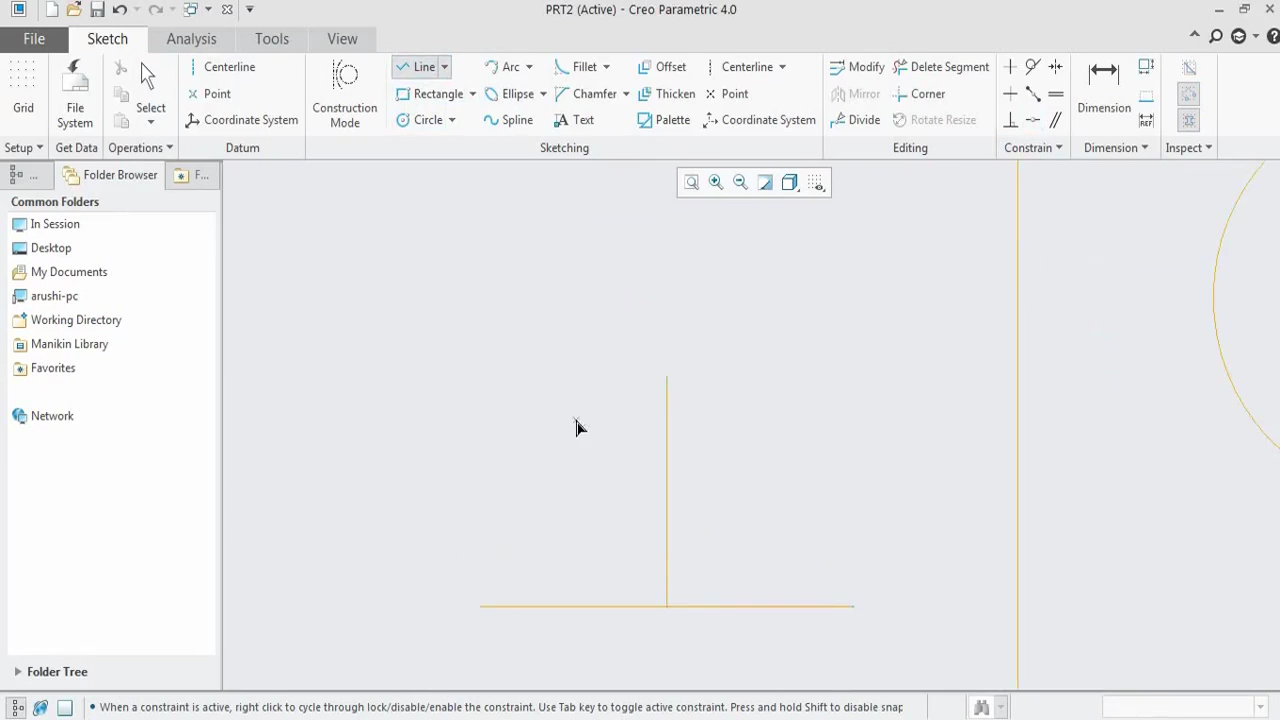 PRT2 (Active) - Creo Parametric 4.0
File Sketch Analysis Tools View
Grid
Setup
File System
Get Data
Select
Operations
Centerline
Point
Coordinate System
Datum
Construction Mode
Line Arc Fillet Offset Centerline
Rectangle Ellipse Chamfer Thicken Point
Circle Spline Text Palette Coordinate System
Sketching
Modify Delete Segment
Mirror Corner
Divide Rotate Resize
Editing
Constrain
Dimension
REF
Dimension
Inspect
... Folder Browser F...
Common Folders
In Session
Desktop
My Documents
arushi-pc
Working Directory
Manikin Library
Favorites
Network
Folder Tree
• When a constraint is active, right click to cycle through lock/disable/enable the constraint. Use Tab key to toggle active constraint. Press and hold Shift to disable snap